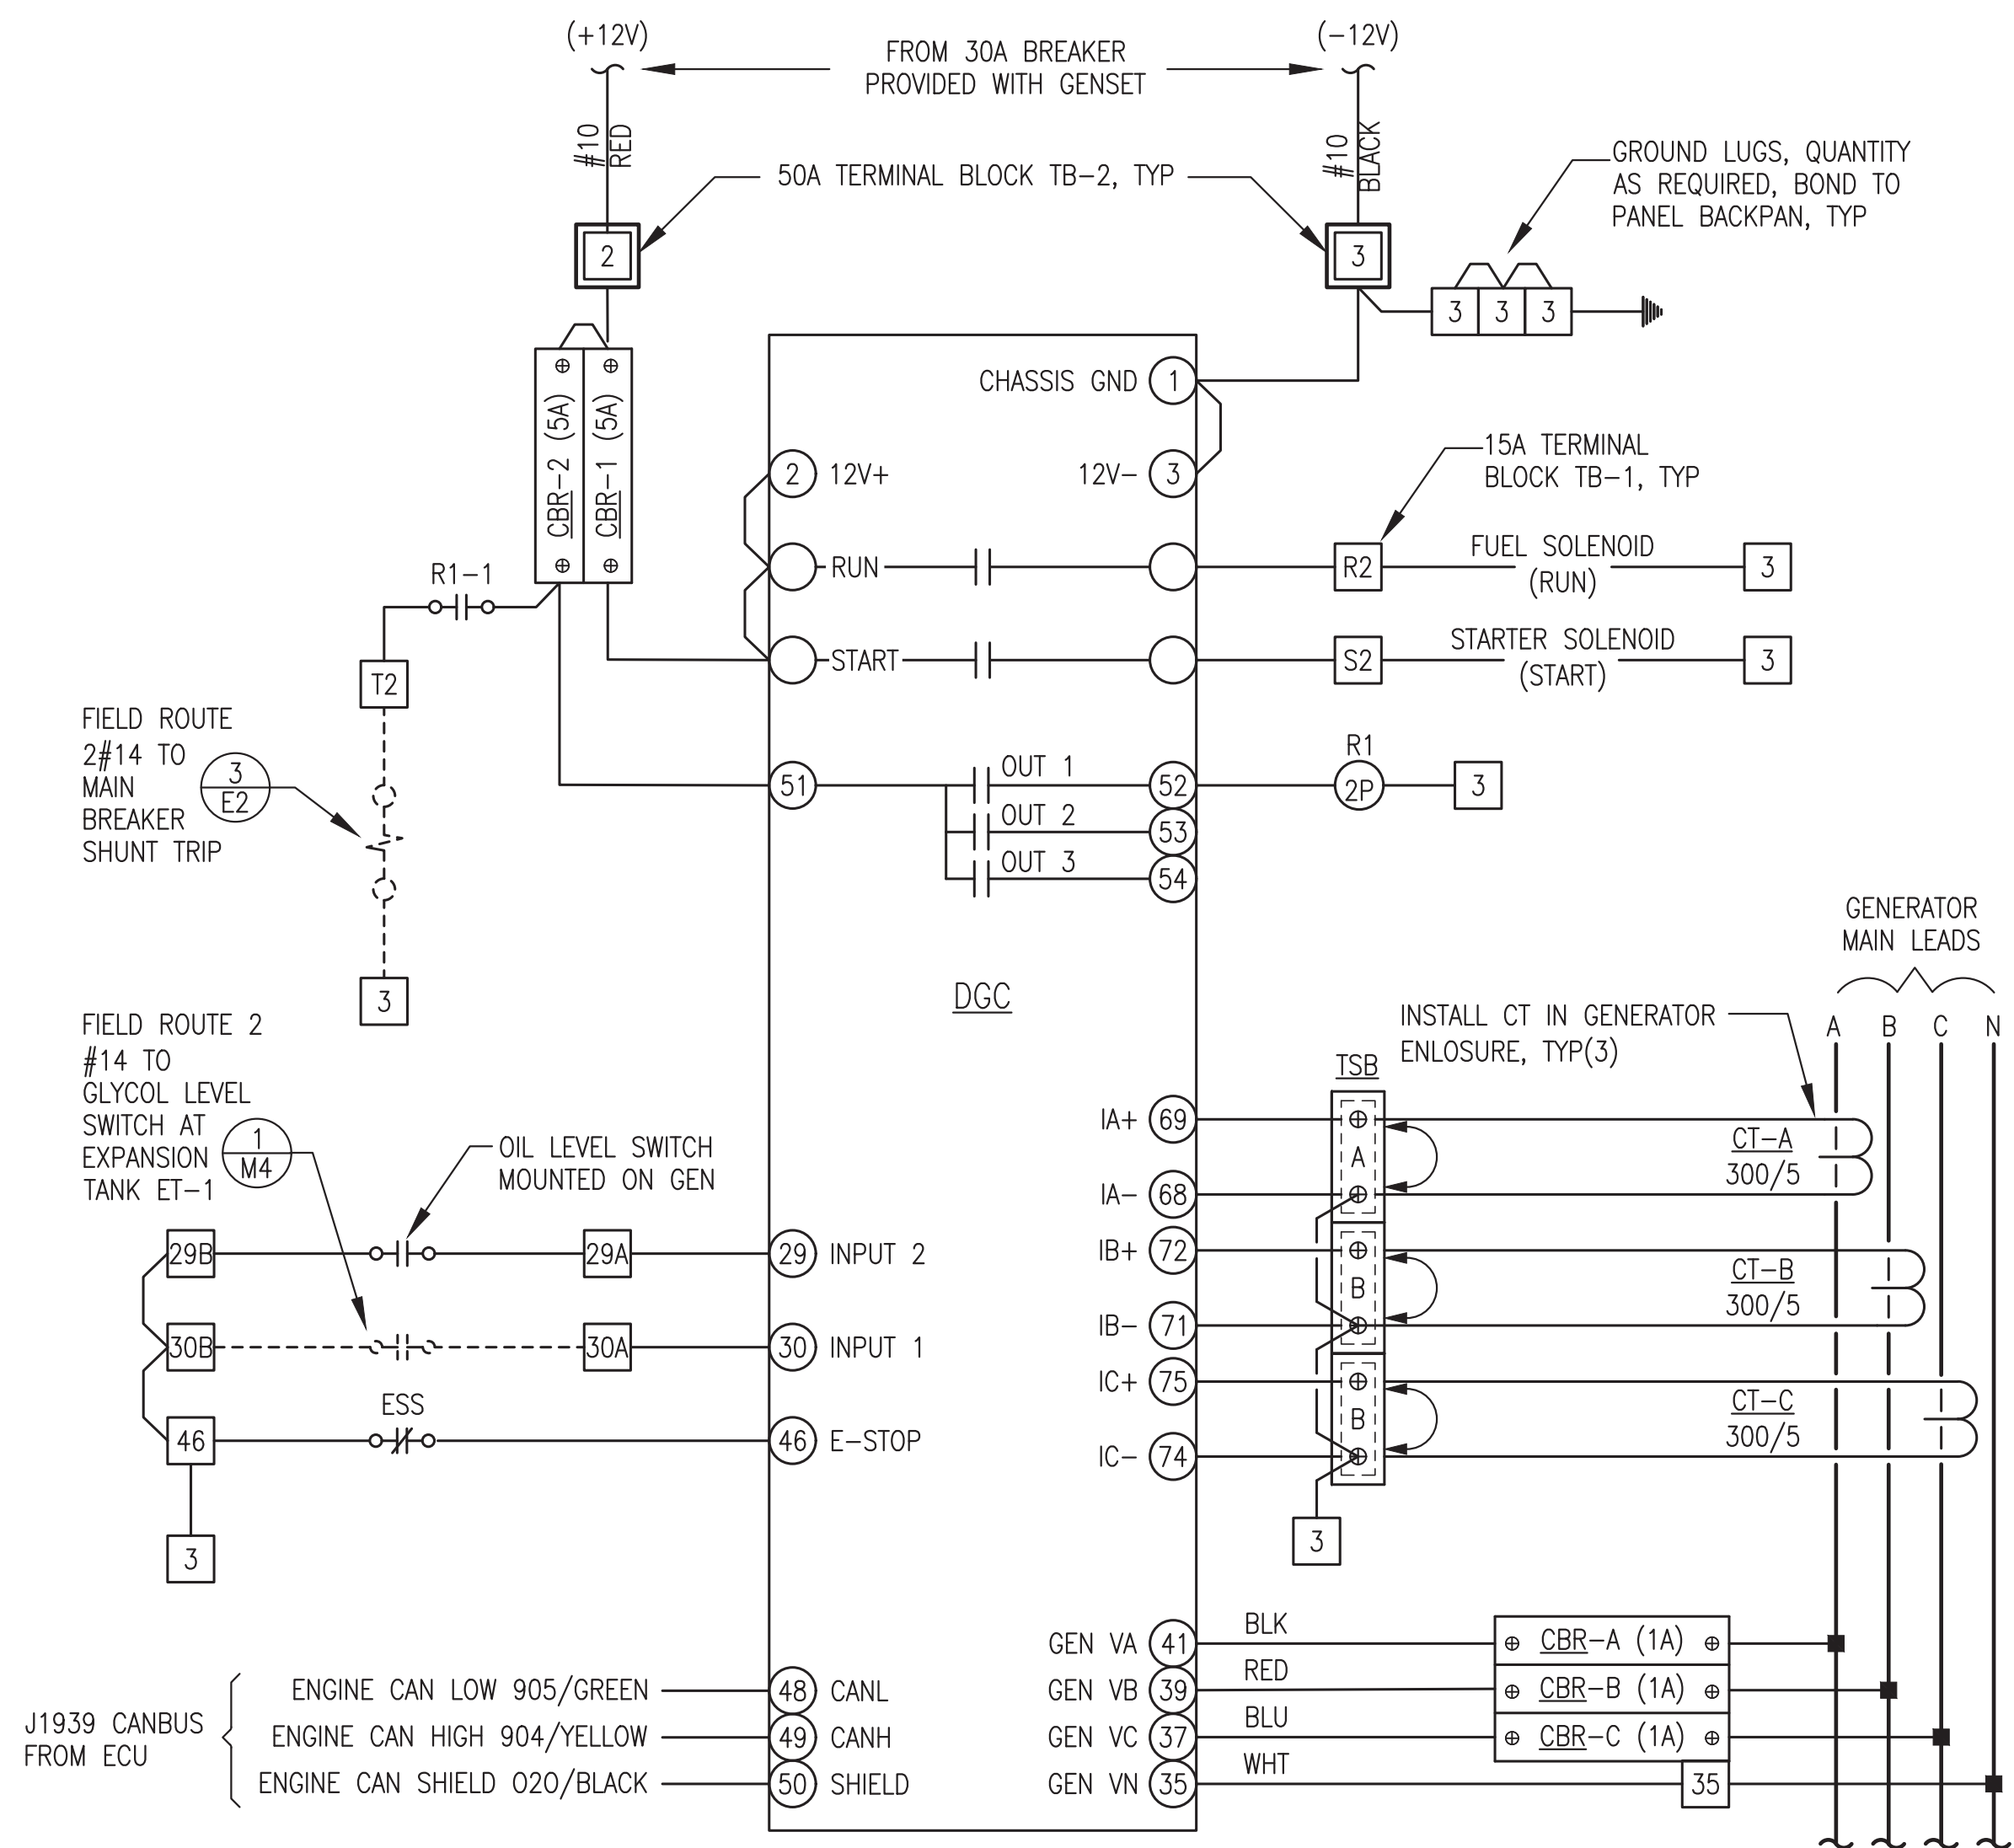 (+12V)
(-12V)
FROM 30A BREAKER
PROVIDED WITH GENSET
#10
RED
#10
BLACK
50A TERMINAL BLOCK TB-2, TYP
GROUND LUGS, QUANTITY
AS REQUIRED, BOND TO
PANEL BACKPAN, TYP
2
3
3 3 3
CBR-2 (5A)
CBR-1 (5A)
CHASSIS GND 1
2 12V+
12V- 3
15A TERMINAL
BLOCK TB-1, TYP
R1-1
RUN
R2
FUEL SOLENOID
(RUN)
3
START
S2
STARTER SOLENOID
(START)
3
T2
FIELD ROUTE
2#14 TO
MAIN
BREAKER
SHUNT TRIP
3
E2
3
51
OUT 1
52
R1
2P
3
OUT 2
53
OUT 3
54
DGC
GENERATOR
MAIN LEADS
A B C N
INSTALL CT IN GENERATOR
ENLOSURE, TYP(3)
TSB
FIELD ROUTE 2
#14 TO
GLYCOL LEVEL
SWITCH AT
EXPANSION
TANK ET-1
1
M4
OIL LEVEL SWITCH
MOUNTED ON GEN
IA+ 69
A
CT-A
300/5
IA- 68
IB+ 72
B
CT-B
300/5
IB- 71
IC+ 75
B
CT-C
300/5
IC- 74
3
29B
29A
29 INPUT 2
30B
30A
30 INPUT 1
ESS
46
46 E-STOP
3
GEN VA 41
BLK
CBR-A (1A)
GEN VB 39
RED
CBR-B (1A)
GEN VC 37
BLU
CBR-C (1A)
GEN VN 35
WHT
35
J1939 CANBUS
FROM ECU
ENGINE CAN LOW 905/GREEN
48 CANL
ENGINE CAN HIGH 904/YELLOW
49 CANH
ENGINE CAN SHIELD 020/BLACK
50 SHIELD